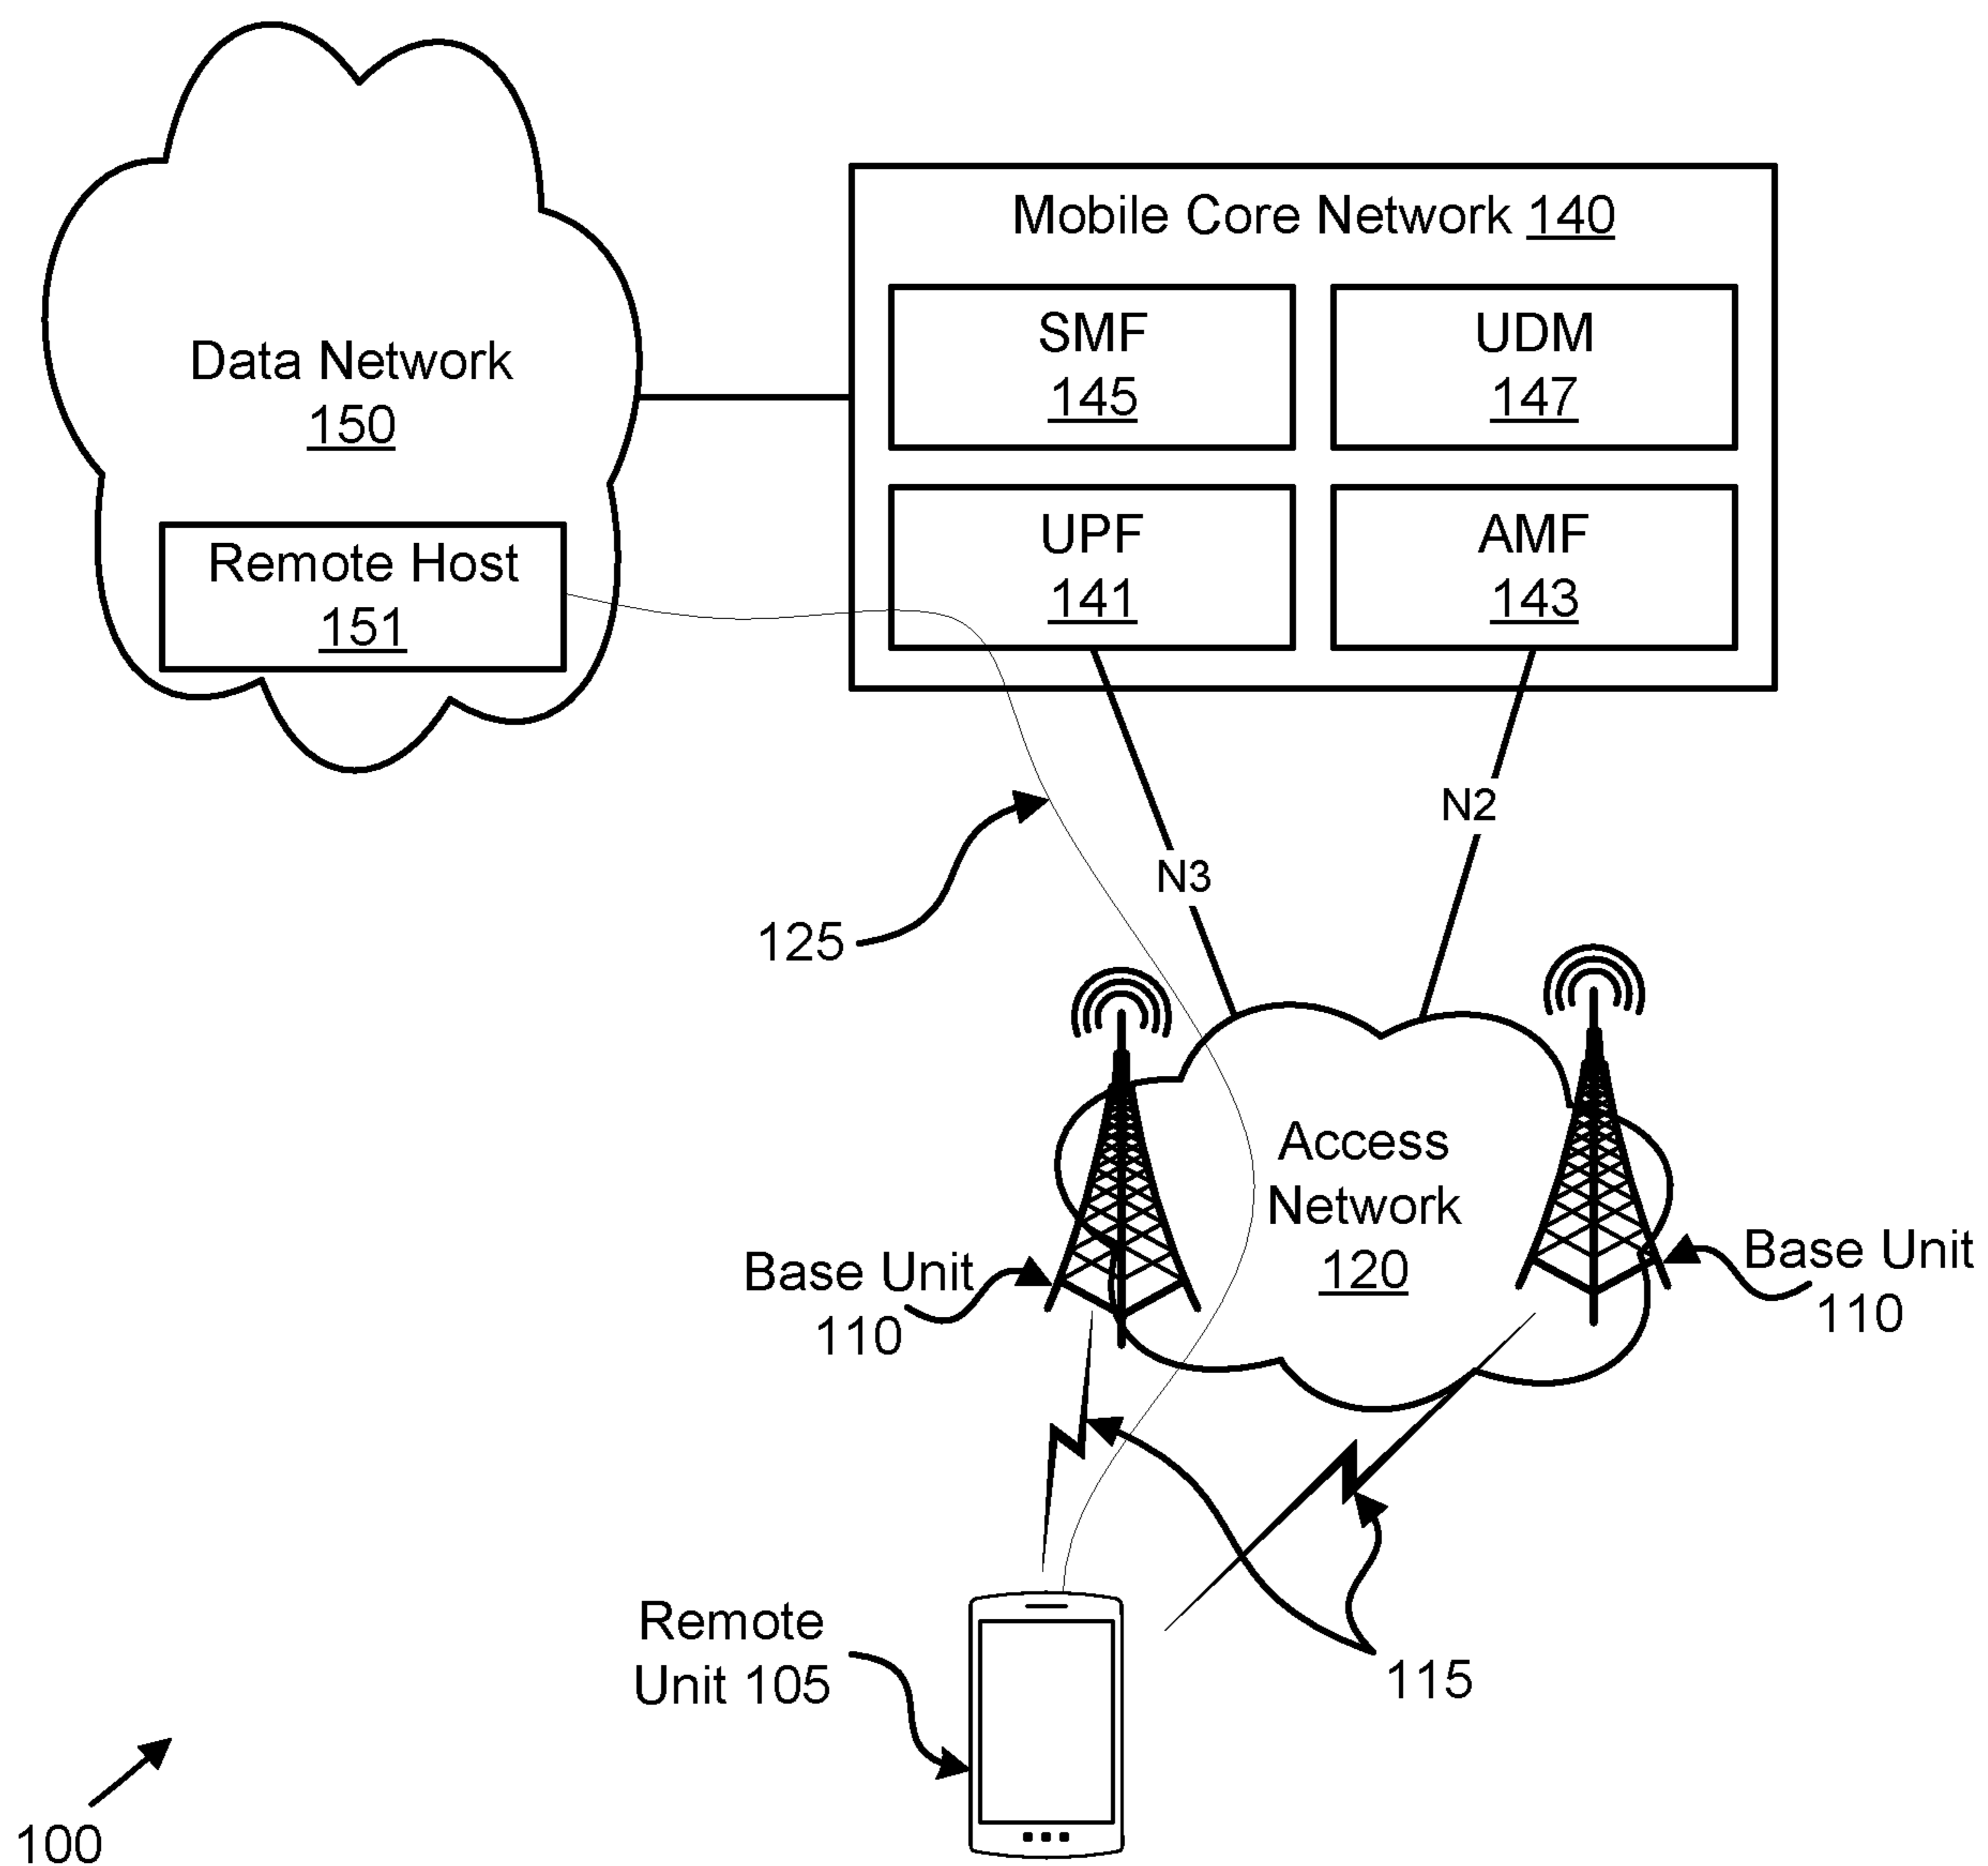 Mobile Core Network 140
SMF
145
UDM
147
Data Network
150
UPF
141
AMF
143
Remote Host
151
N2
N3
125
Access
Network
120
Base Unit
110
Base Unit
110
Remote
Unit 105
115
100